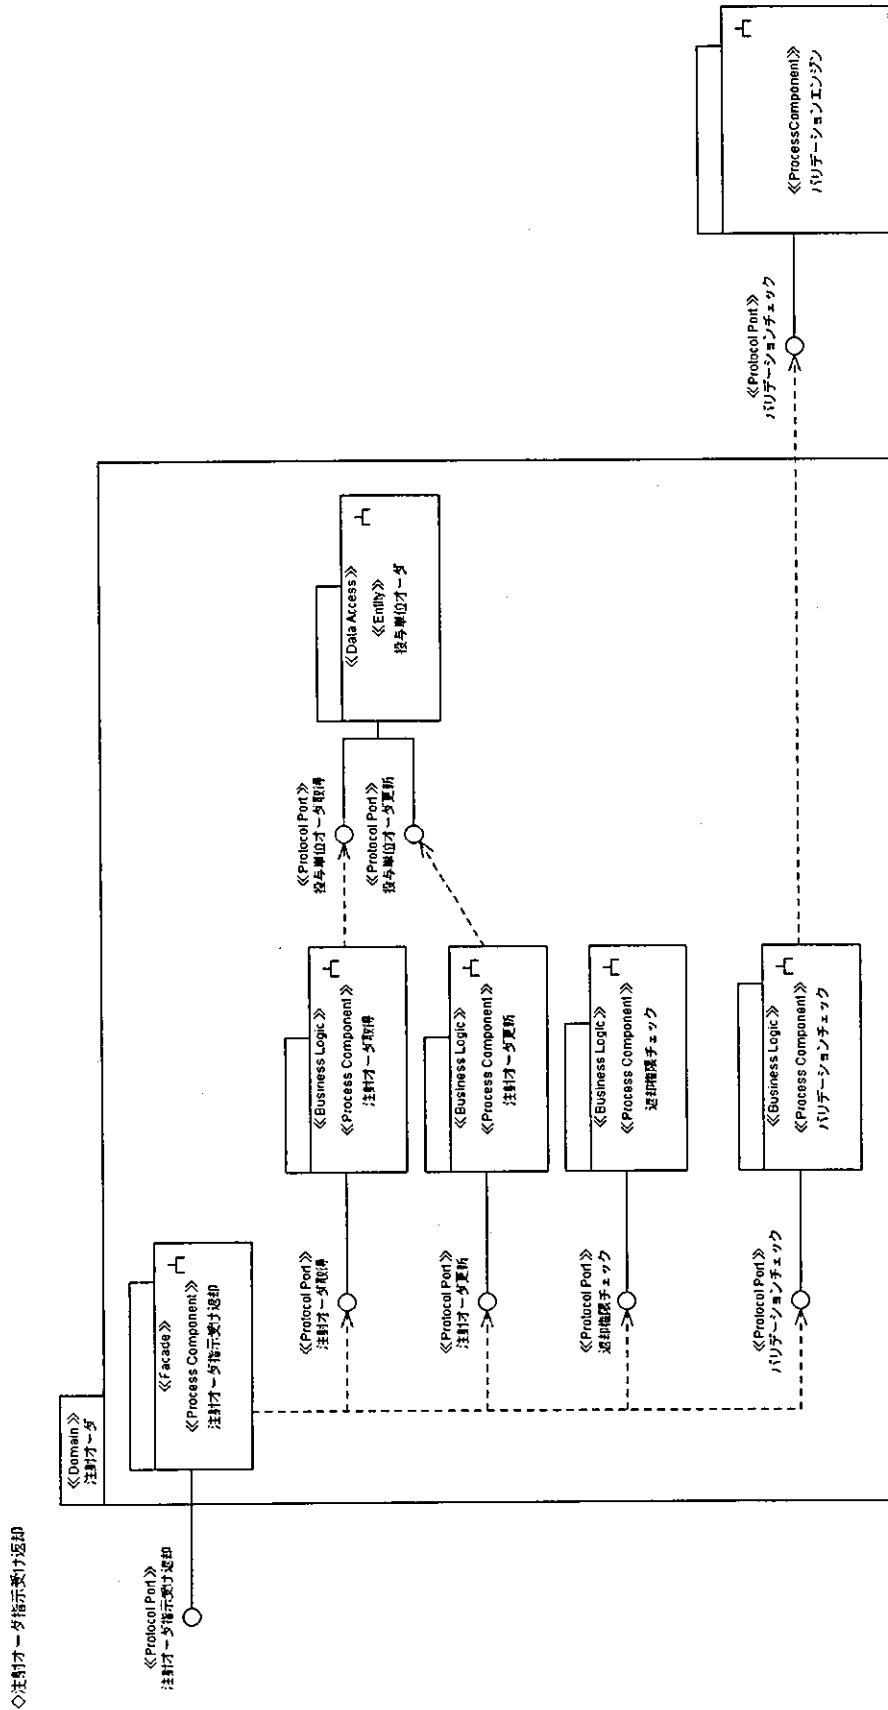 ◇注射オーダ指示受け返却
≪Protocol Port≫
注射オーダ指示受け返却
≪Domain≫
注射オーダ
≪Facade≫
≪Process Component≫
注射オーダ指示受け返却
≪Protocol Port≫
注射オーダ取得
≪Business Logic≫
≪Process Component≫
注射オーダ取得
≪Protocol Port≫
投与単位オーダ取得
≪Protocol Port≫
投与単位オーダ更新
≪Data Access≫
≪Entity≫
投与単位オーダ
≪Protocol Port≫
注射オーダ更新
≪Business Logic≫
≪Process Component≫
注射オーダ更新
≪Protocol Port≫
返却権限チェック
≪Business Logic≫
≪Process Component≫
返却権限チェック
≪Protocol Port≫
バリデーションチェック
≪Business Logic≫
≪Process Component≫
バリデーションチェック
≪Protocol Port≫
バリデーションチェック
≪ProcessComponent≫
バリデーションエンジン